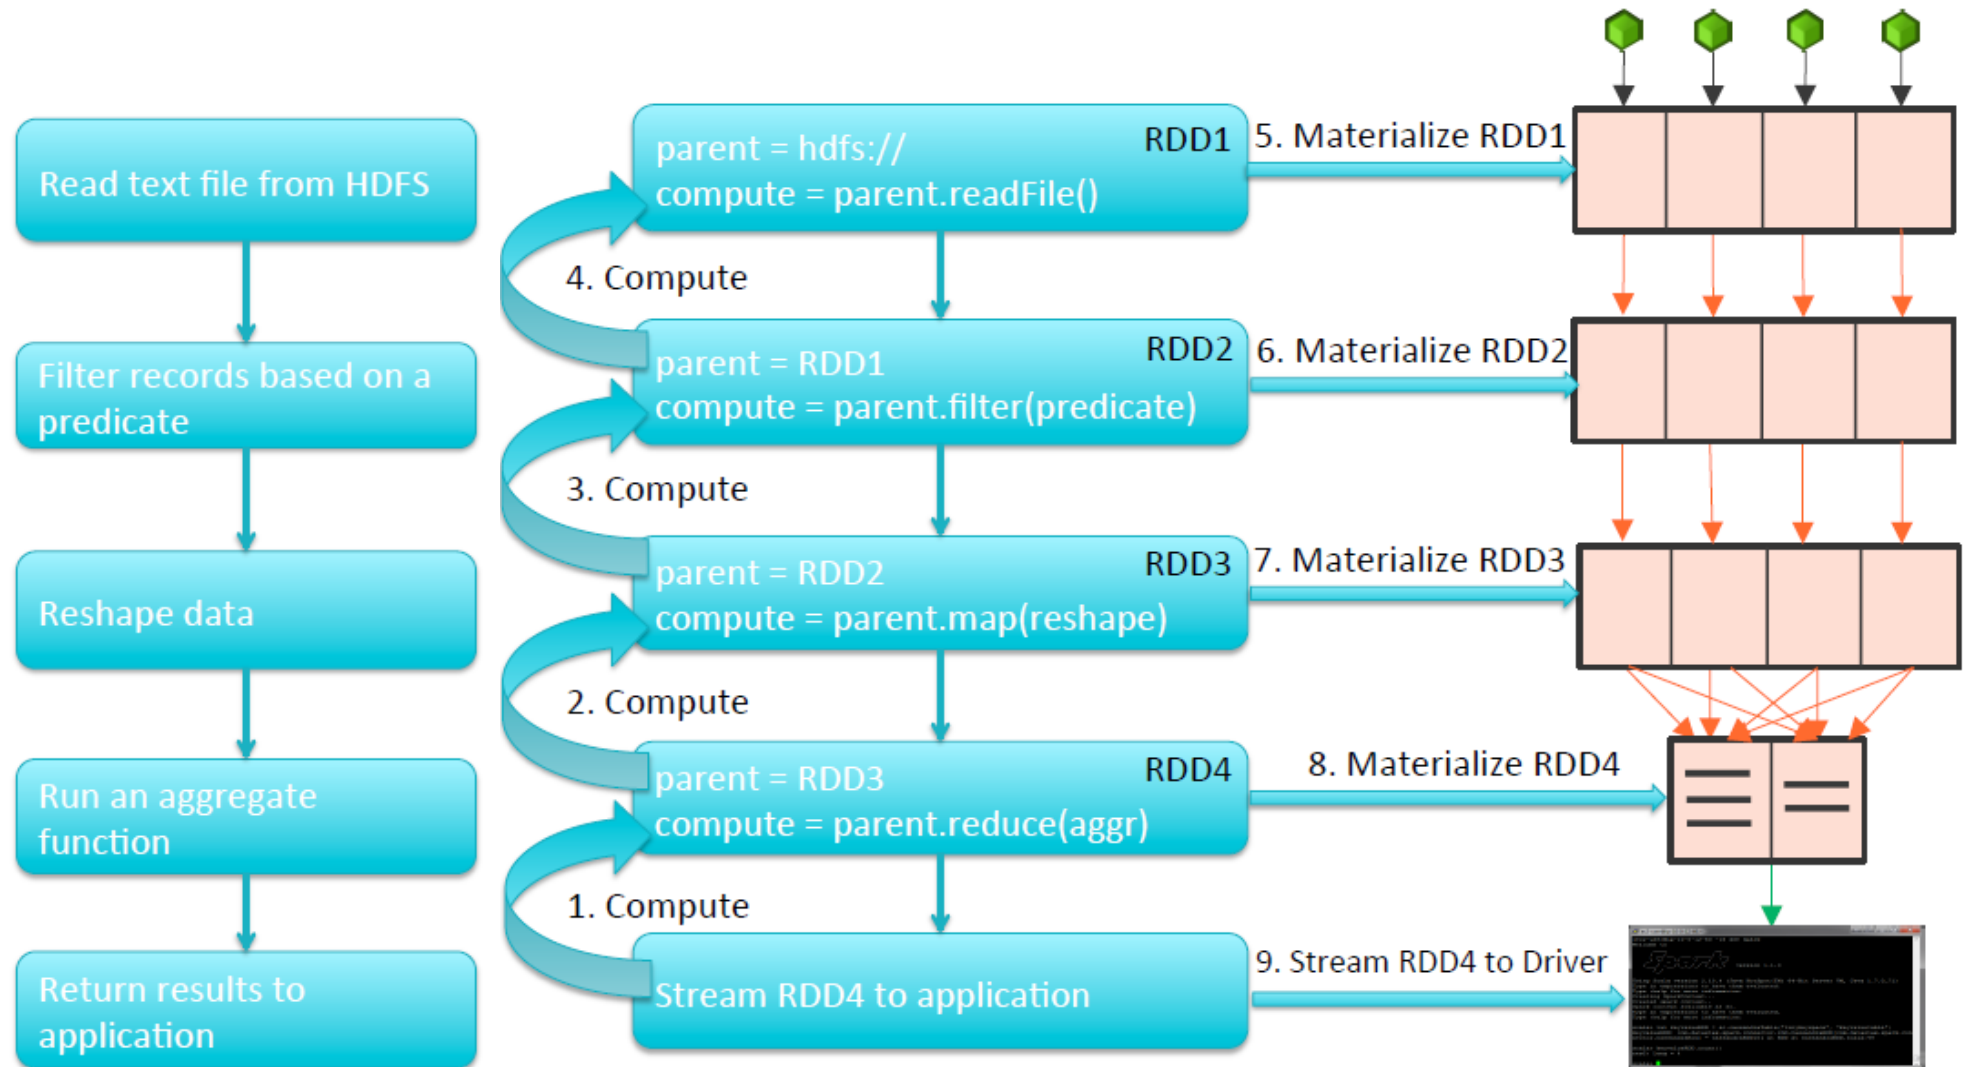 Read text file from HDFS
Filter records based on a
predicate
Reshape data
Run an aggregate
function
Return results to
application
parent = hdfs://
RDD1
compute = parent.readFile()
4. Compute
parent = RDD1
RDD2
compute = parent.filter(predicate)
3. Compute
parent = RDD2
RDD3
compute = parent.map(reshape)
2. Compute
parent = RDD3
RDD4
compute = parent.reduce(aggr)
1. Compute
Stream RDD4 to application
5. Materialize RDD1
6. Materialize RDD2
7. Materialize RDD3
8. Materialize RDD4
9. Stream RDD4 to Driver
Spark